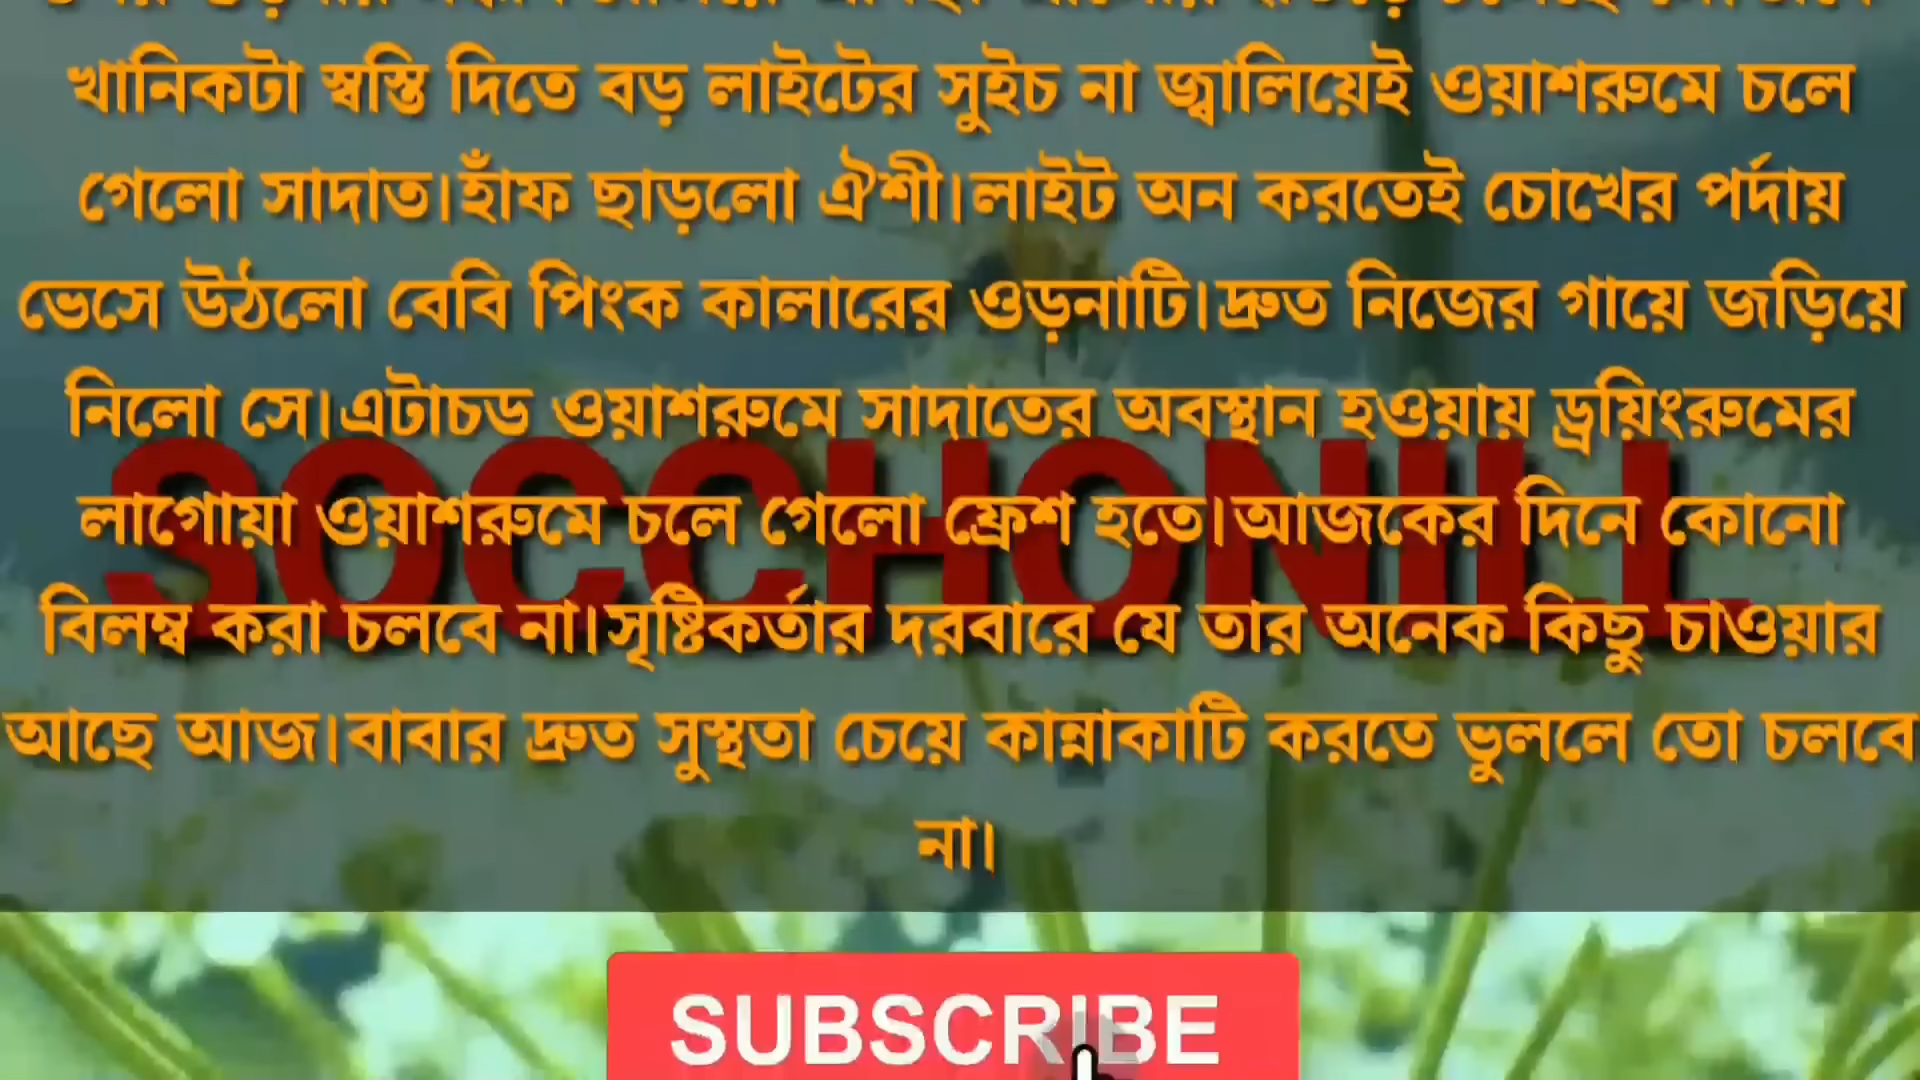 খানিকটা স্বস্তি দিতে বড় লাইটের সুইচ না জ্বালিয়েই ওয়াশরুমে চলে
গেলো সাদাত।হাঁফ ছাড়লো ঐশী।লাইট অন করতেই চোখের পর্দায়
ভেসে উঠলো বেবি পিংক কালারের ওড়নাটি।দ্রুত নিজের গায়ে জড়িয়ে
নিলো সে।এটাচড ওয়াশরুমে সাদাতের অবস্থান হওয়ায় ড্রয়িংরুমের
SOCCHONILL
লাগোয়া ওয়াশরুমে চলে গেলো ফ্রেশ হতে।আজকের দিনে কোনো
বিলম্ব করা চলবে না।সৃষ্টিকর্তার দরবারে যে তার অনেক কিছু চাওয়ার
আছে আজ।বাবার দ্রুত সুস্থতা চেয়ে কান্নাকাটি করতে ভুললে তো চলবে
না।
SUBSCRIBE